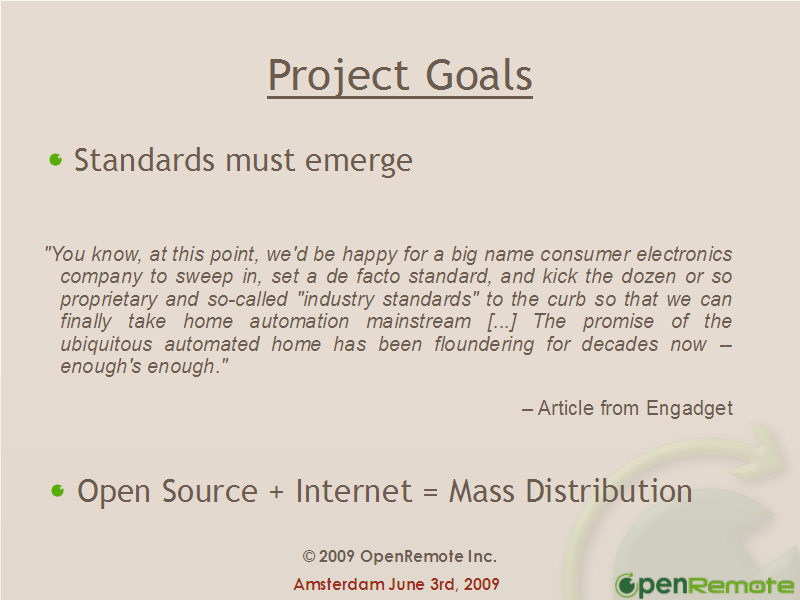 Project Goals
Standards must emerge
"You know, at this point, we'd be happy for a big name consumer electronics
company to sweep in, set a de facto standard, and kick the dozen or so
proprietary and so-called "industry standards" to the curb so that we can
finally take home automation mainstream [...] The promise of the
ubiquitous automated home has been floundering for decades now –
enough's enough."
– Article from Engadget
Open Source + Internet = Mass Distribution
© 2009 OpenRemote Inc.
Amsterdam June 3rd, 2009
OpenRemote